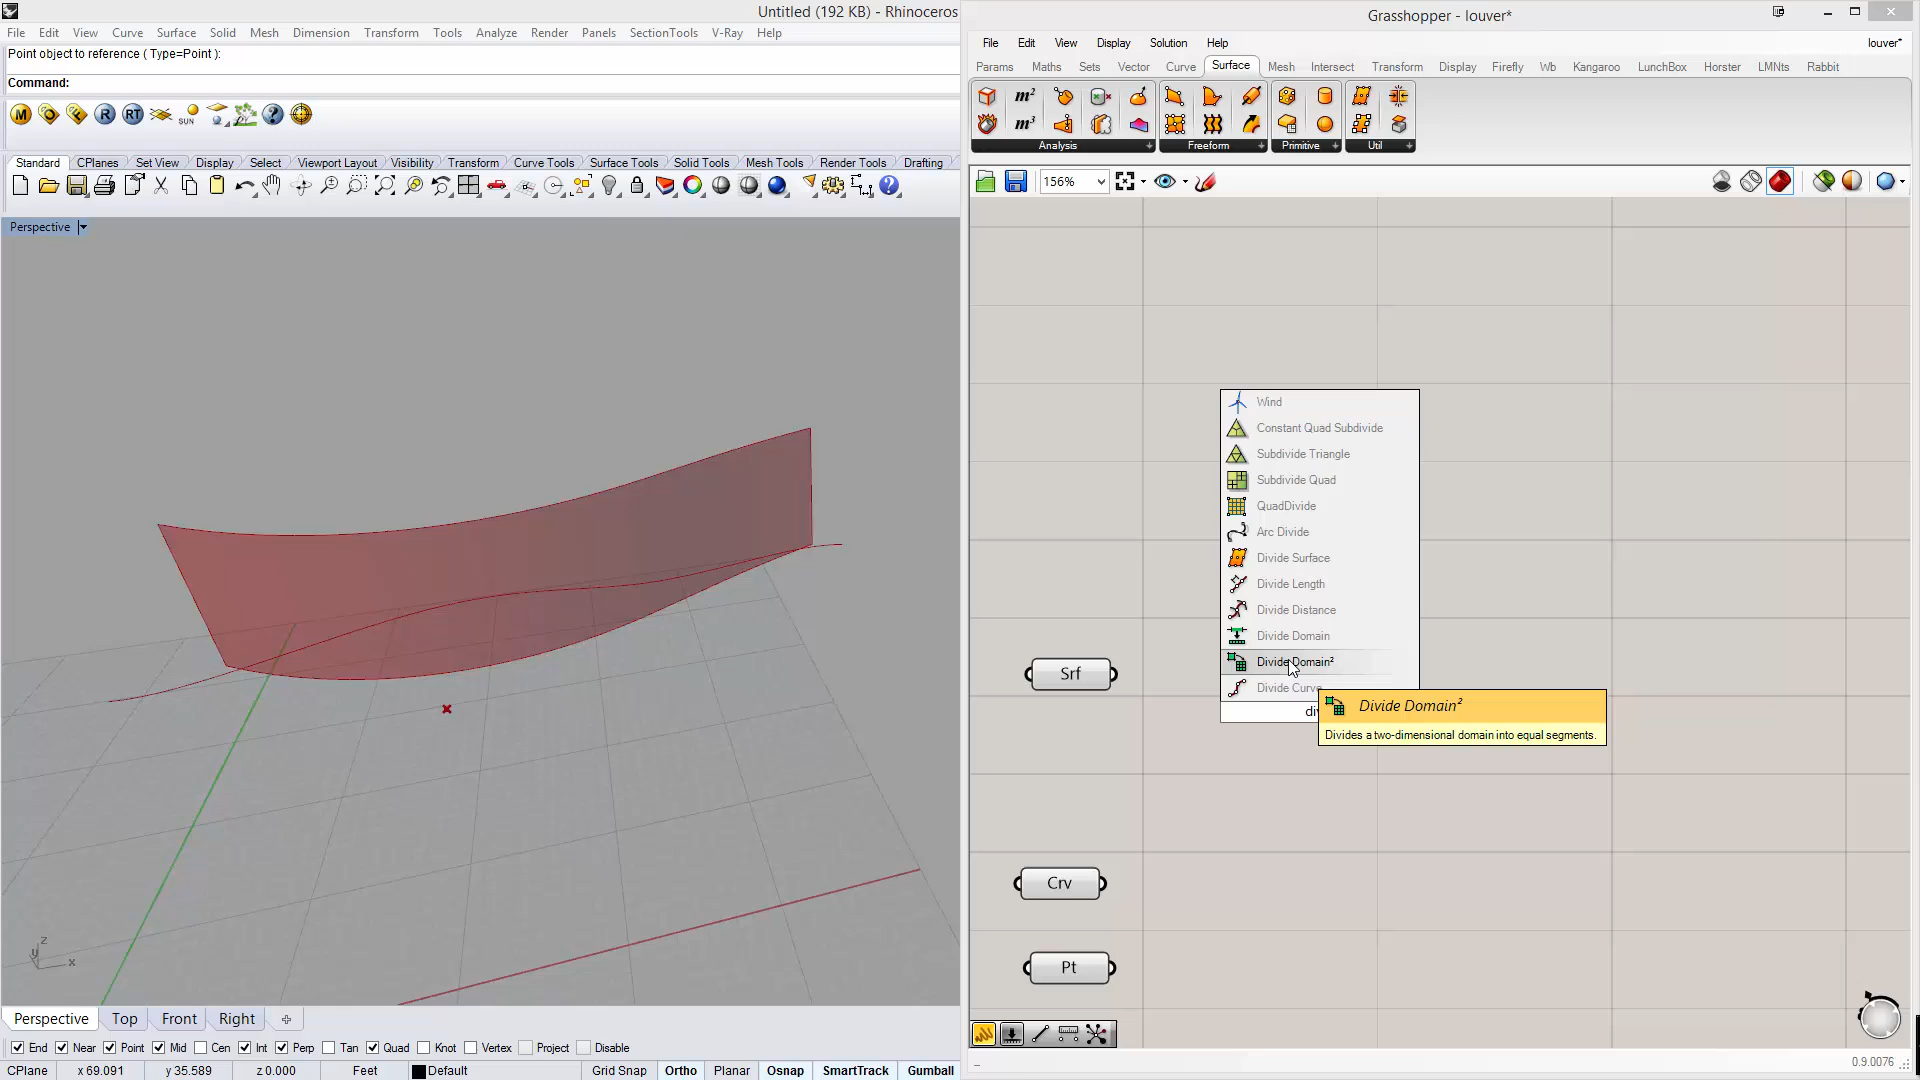 Untitled (192 KB) - Rhinoceros
File Edit View Curve Surface Solid Mesh Dimension Transform Tools Analyze Render Panels SectionTools V-Ray Help
Point object to reference ( Type=Point ):
Command:
M O F R RT SUN
Standard CPlanes Set View Display Select Viewport Layout Visibility Transform Curve Tools Surface Tools Solid Tools Mesh Tools Render Tools Drafting
Perspective
z
y
x
Perspective Top Front Right
End Near Point Mid Cen Int Perp Tan Quad Knot Vertex Project Disable
CPlane x 69.091 y 35.589 z 0.000 Feet Default Grid Snap Ortho Planar Osnap SmartTrack Gumball
Grasshopper - louver*
File Edit View Display Solution Help louver*
Params Maths Sets Vector Curve Surface Mesh Intersect Transform Display Firefly Wb Kangaroo LunchBox Horster LMNts Rabbit
m²
m³
Analysis Freeform Primitive Util
156%
Wind
Constant Quad Subdivide
Subdivide Triangle
Subdivide Quad
QuadDivide
Arc Divide
Divide Surface
Divide Length
Divide Distance
Divide Domain
Divide Domain²
Divide Curve
Divide Domain²
Divides a two-dimensional domain into equal segments.
Srf
Crv
Pt
0.9.0076